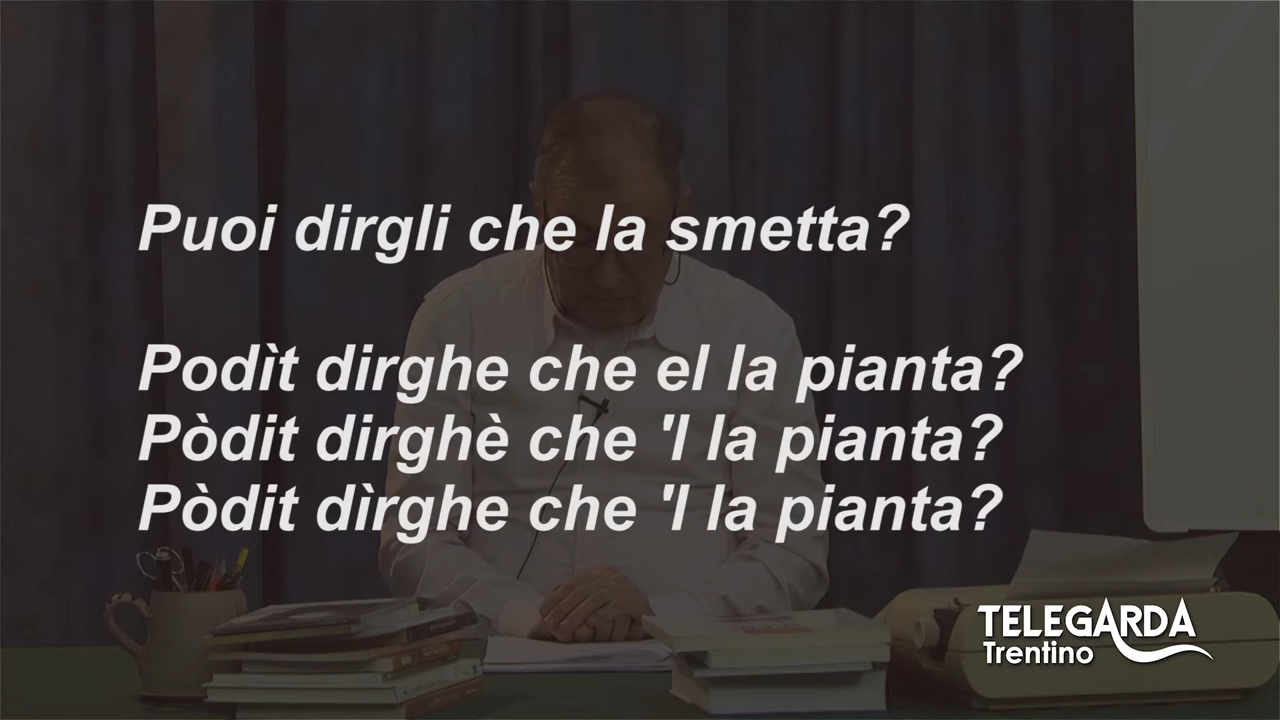 Puoi dirgli che la smetta?
Podìt dirghe che el la pianta?
Pòdit dirghè che 'l la pianta?
Pòdit dìrghe che 'l la pianta?
TELEGARDA
Trentino